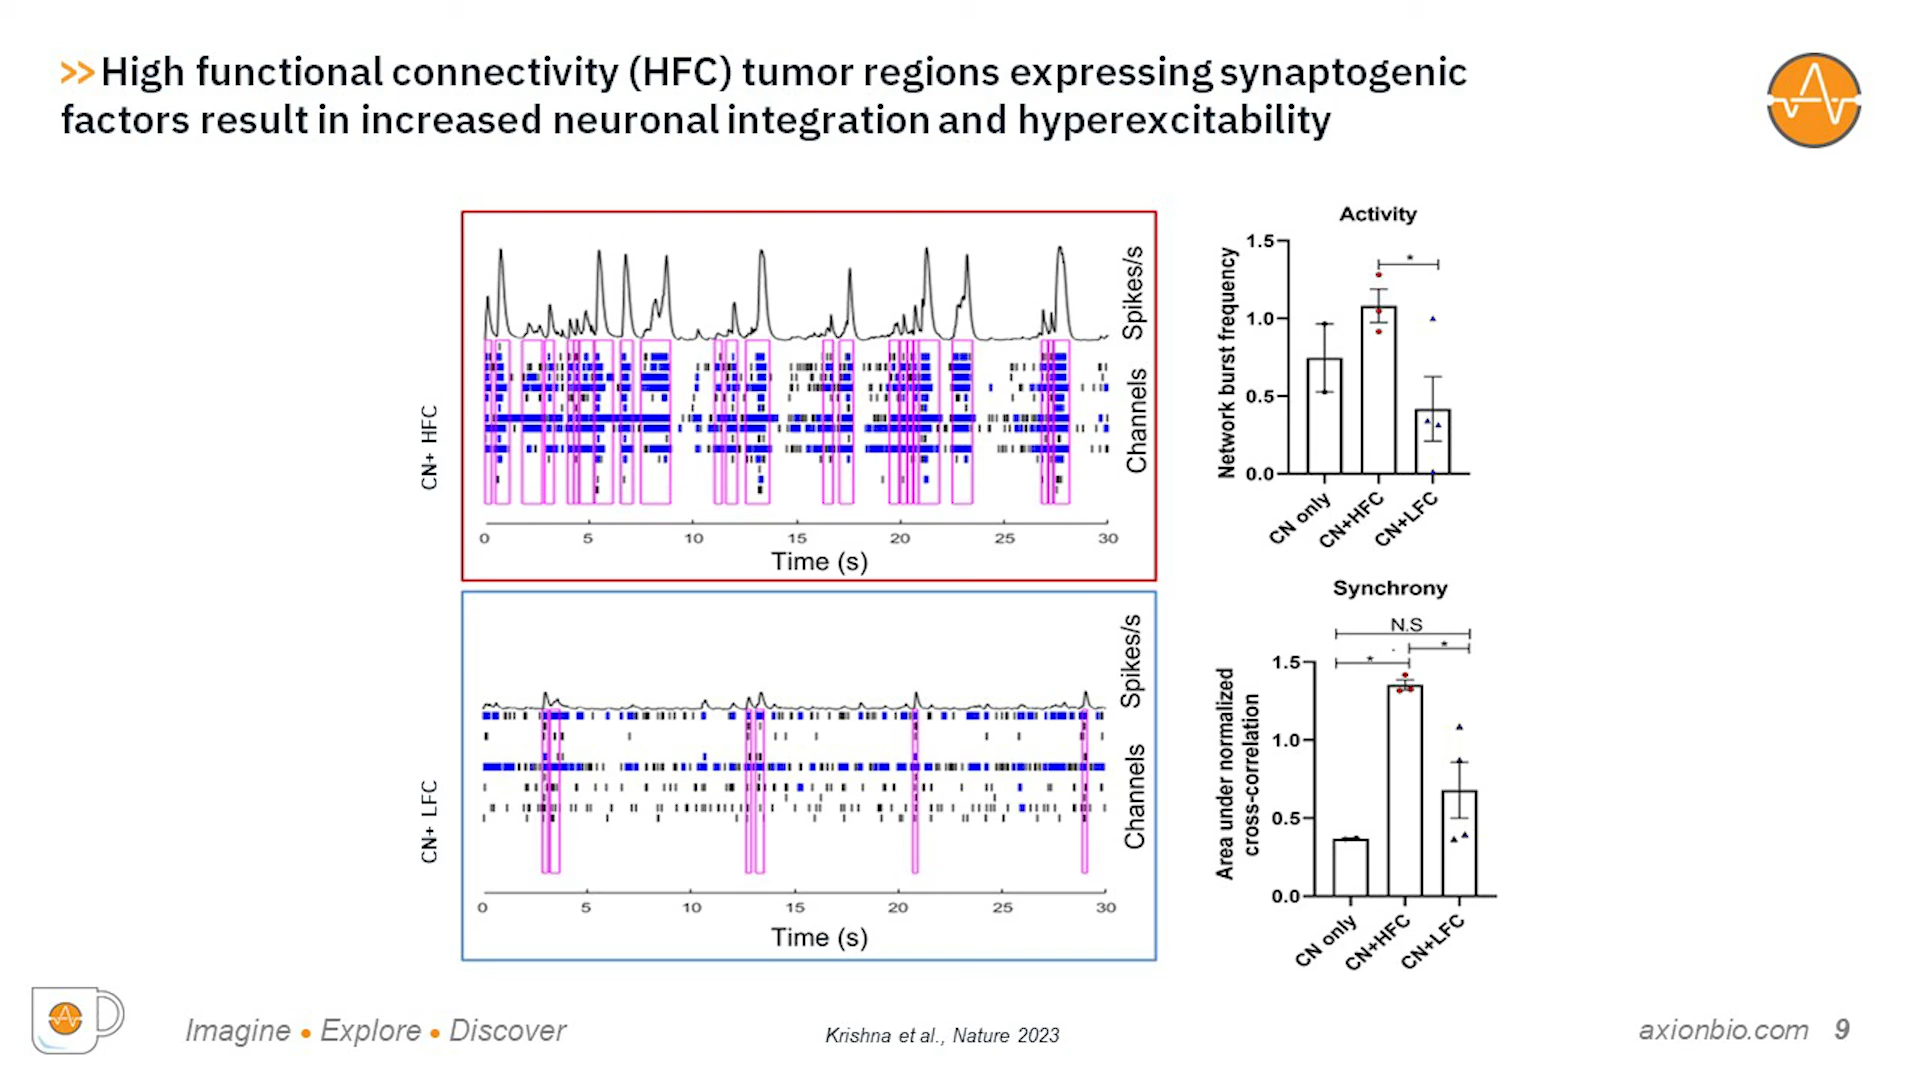 >> High functional connectivity (HFC) tumor regions expressing synaptogenic
factors result in increased neuronal integration and hyperexcitability
CN+ HFC
Spikes/s
Channels
0 5 10 15 20 25 30
Time (s)
CN+ LFC
Spikes/s
Channels
0 5 10 15 20 25 30
Time (s)
Activity
Network burst frequency
1.5
1.0
0.5
0.0
*
CN only CN+HFC CN+LFC
Synchrony
Area under normalized
cross-correlation
N.S
* *
1.5
1.0
0.5
0.0
CN only CN+HFC CN+LFC
Imagine • Explore • Discover
Krishna et al., Nature 2023
axionbio.com 9